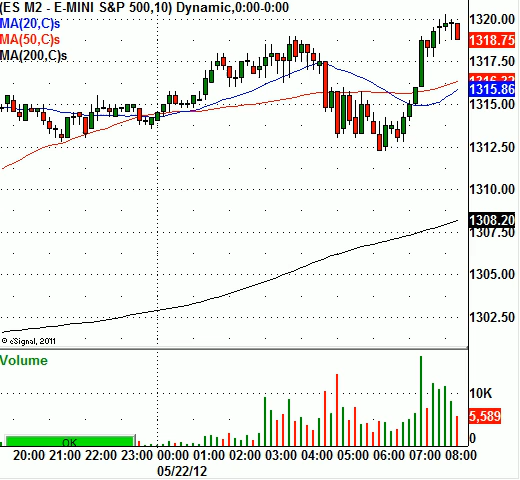 (ES M2 - E-MINI S&P 500,10) Dynamic,0:00-0:00
MA(20,C)s
MA(50,C)s
MA(200,C)s
1320.00
1318.75
1317.50
1315.86
1315.00
1312.50
1310.00
1308.20
1307.50
1305.00
1302.50
© eSignal, 2011
Volume
10K
5,589
0
OK
20:00 21:00 22:00 23:00 00:00 01:00 02:00 03:00 04:00 05:00 06:00 07:00 08:00
05/22/12